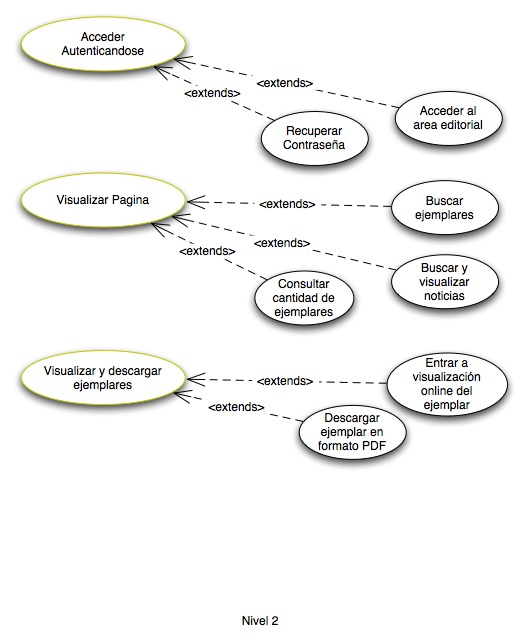 Acceder
Autenticandose
<extends>
<extends>
Acceder al
area editorial
Recuperar
Contraseña
Visualizar Pagina
<extends>
Buscar
ejemplares
<extends>
<extends>
Buscar y
visualizar
noticias
Consultar
cantidad de
ejemplares
Visualizar y descargar
ejemplares
<extends>
Entrar a
visualización
online del
ejemplar
<extends>
Descargar
ejemplar en
formato PDF
Nivel 2